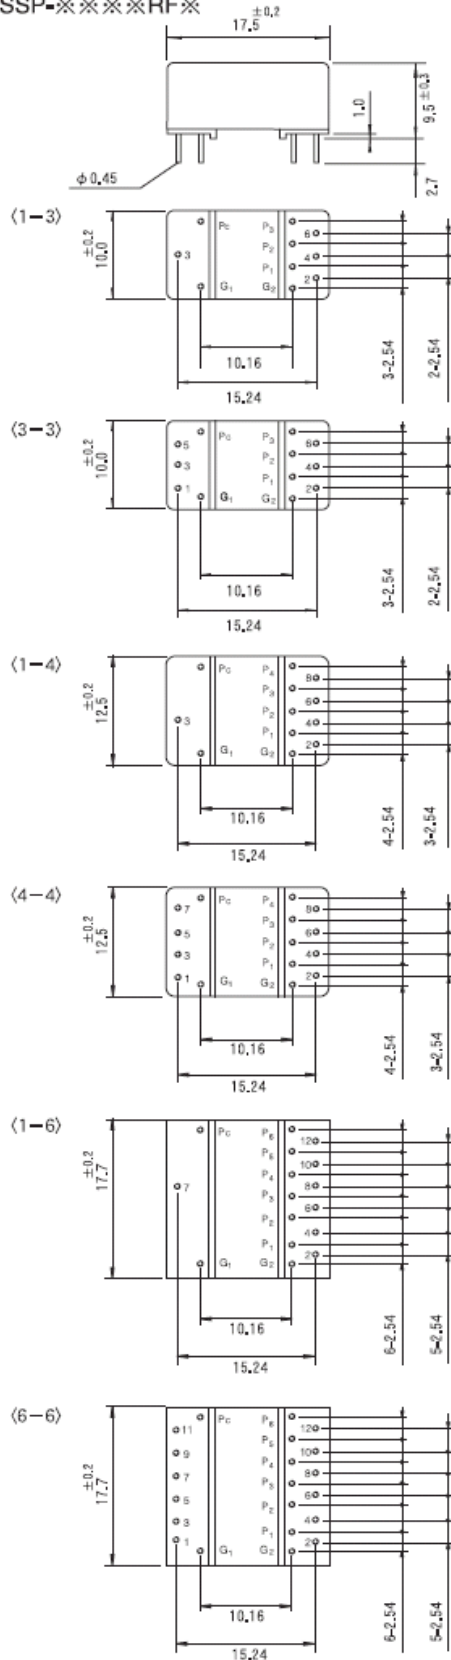 SSP-※※※※RF※
17.5 ±0.2
1.0
9.5 ±0.3
φ0.45
2.7
〈1-3〉
±0.2
10.0
Pc P3 6
P2
3 4
P1
G1 G2 2
10.16
15.24
3-2.54
2-2.54
〈3-3〉
±0.2
10.0
Pc P3 6
5
P2
3 4
P1
1 2
G1 G2
10.16
15.24
3-2.54
2-2.54
〈1-4〉
±0.2
12.5
Pc P4 8
P3
6
P2
3 4
P1
G1 G2 2
10.16
15.24
4-2.54
3-2.54
〈4-4〉
±0.2
12.5
Pc P4
7 8
P3
5 6
P2
3 4
P1
1 2
G1 G2
10.16
15.24
4-2.54
3-2.54
〈1-6〉
±0.2
17.7
Pc P6
12
P5
10
P4
7 8
P3
6
P2
4
P1
2
G1 G2
10.16
15.24
6-2.54
5-2.54
〈6-6〉
±0.2
17.7
Pc P6
11 12
P5
9 10
P4
7 8
P3
5 6
P2
3 4
P1
1 2
G1 G2
10.16
15.24
6-2.54
5-2.54